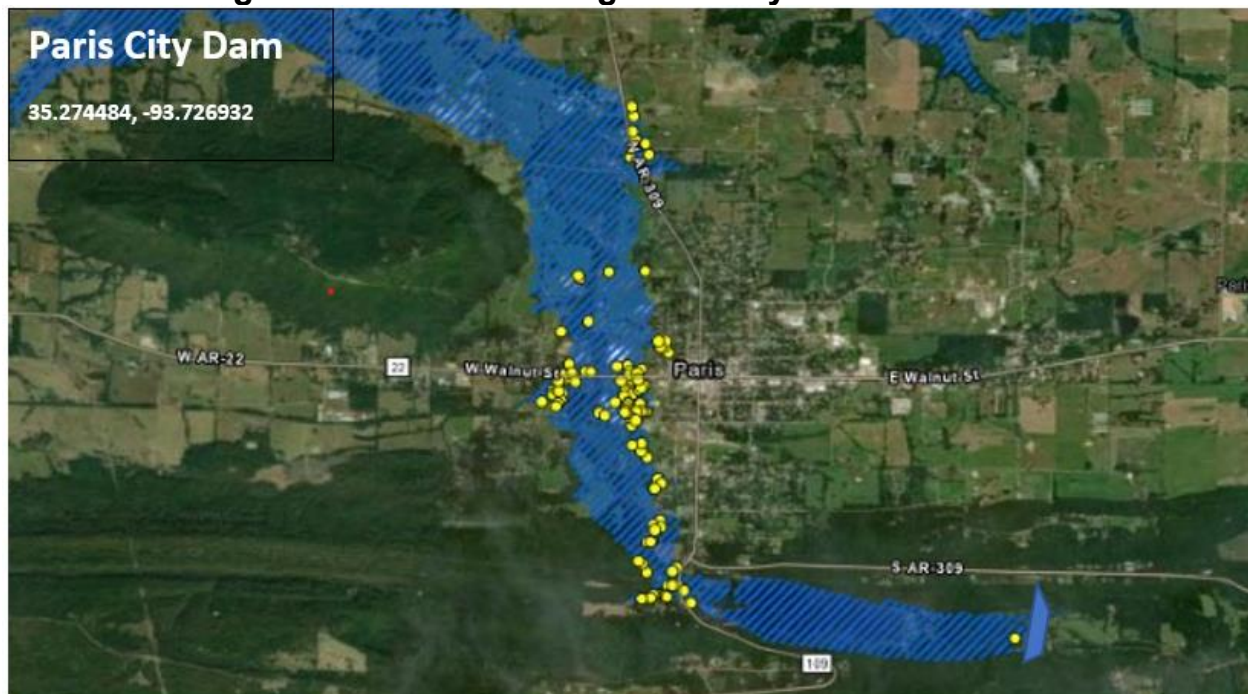 Paris City Dam
35.274484, -93.726932
N AR-309
W AR-22
22
W Walnut St
Paris
E Walnut St
S AR-309
109